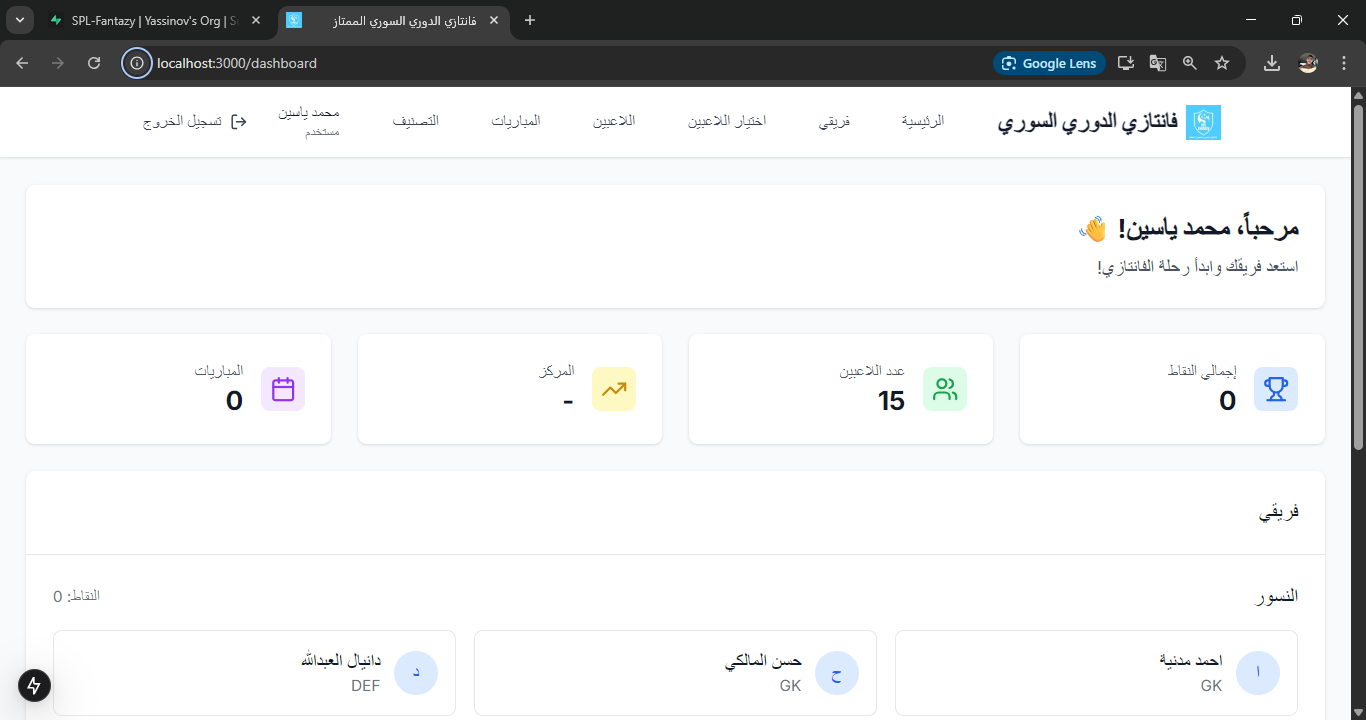 SPL-Fantazy | Yassinov's Org | S
فانتازي الدوري السوري الممتاز
localhost:3000/dashboard
Google Lens
فانتازي الدوري السوري
الرئيسية
فريقي
اختيار اللاعبين
اللاعبين
المباريات
التصنيف
محمد ياسين
مستخدم
تسجيل الخروج
مرحباً، محمد ياسين! 👋
استعد فريقك وابدأ رحلة الفانتازي!
إجمالي النقاط
0
عدد اللاعبين
15
المركز
-
المباريات
0
فريقي
النسور
النقاط: 0
ا
احمد مدنية
GK
ح
حسن المالكي
GK
د
دانيال العبدالله
DEF